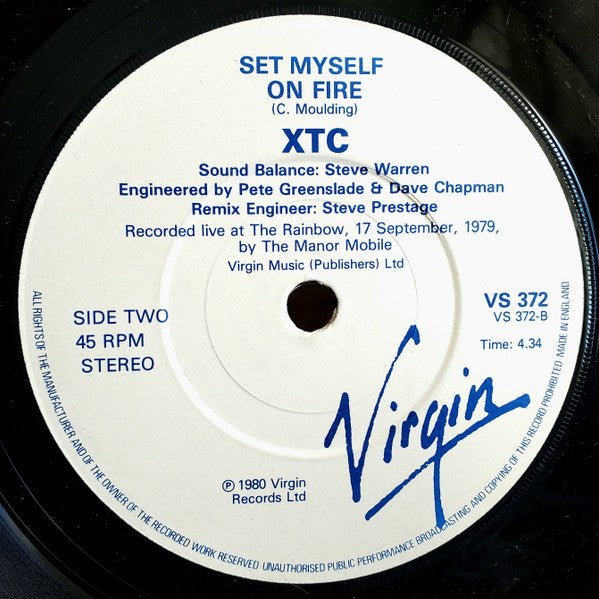 SET MYSELF
ON FIRE
(C. Moulding)
XTC
Sound Balance: Steve Warren
Engineered by Pete Greenslade & Dave Chapman
Remix Engineer: Steve Prestage
Recorded live at The Rainbow, 17 September, 1979,
by The Manor Mobile
Virgin Music (Publishers) Ltd
SIDE TWO
45 RPM
STEREO
VS 372
VS 372-B
Time: 4.34
Virgin
℗ 1980 Virgin
Records Ltd
ALL RIGHTS OF THE MANUFACTURER AND OF THE OWNER OF THE RECORDED WORK RESERVED · UNAUTHORISED PUBLIC PERFORMANCE BROADCASTING AND COPYING OF THIS RECORD PROHIBITED MADE IN ENGLAND